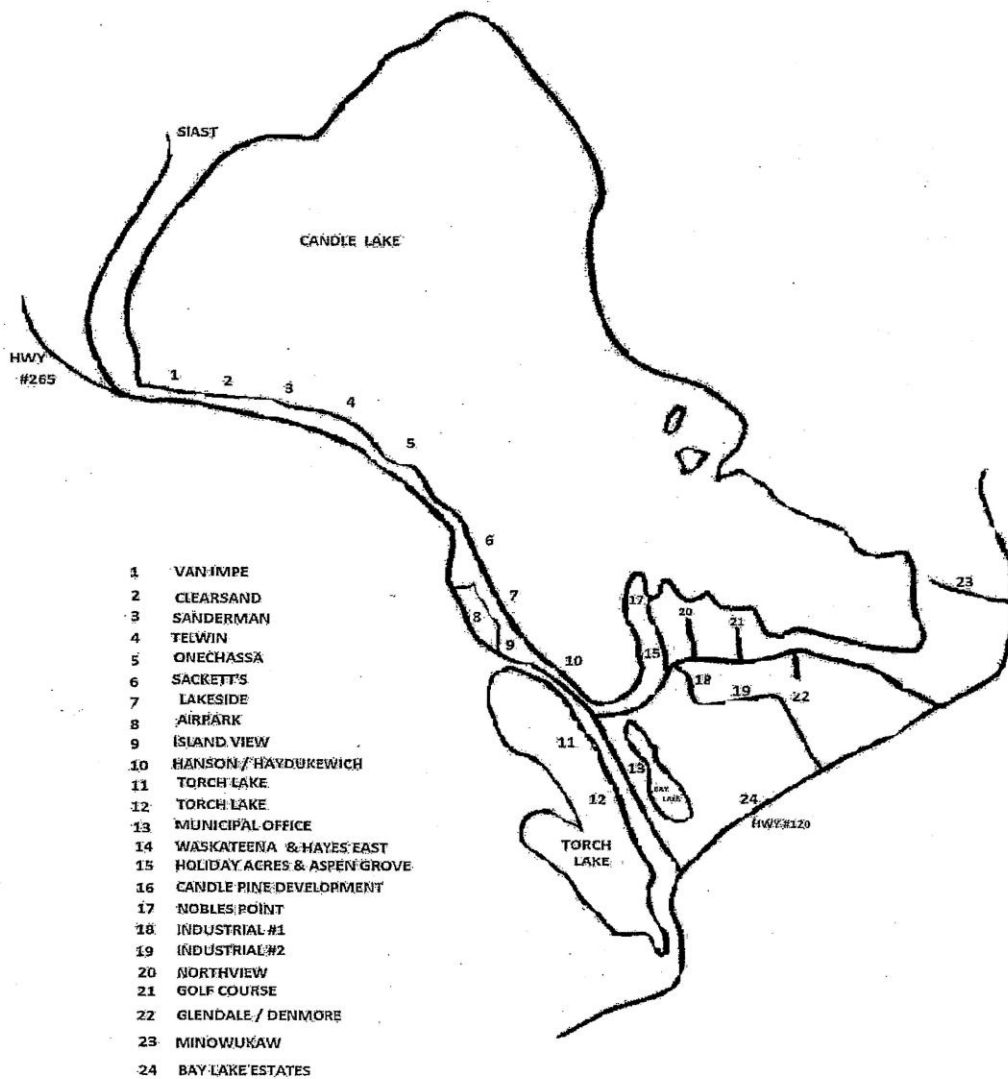 SIAST
CANDLE LAKE
HWY
#265
1
2
3
4
5
6
7
8
9
10
11
12
13
15
17
18
19
20
21
22
23
24
HWY #120
BAY
LAKE
TORCH
LAKE
1 VAN IMPE
2 CLEARSAND
3 SANDERMAN
4 TELWIN
5 ONECHASSA
6 SACKETT'S
7 LAKESIDE
8 AIRPARK
9 ISLAND VIEW
10 HANSON / HAYDUKEWICH
11 TORCH LAKE
12 TORCH LAKE
13 MUNICIPAL OFFICE
14 WASKATEENA & HAYES EAST
15 HOLIDAY ACRES & ASPEN GROVE
16 CANDLE PINE DEVELOPMENT
17 NOBLES POINT
18 INDUSTRIAL #1
19 INDUSTRIAL #2
20 NORTHVIEW
21 GOLF COURSE
22 GLENDALE / DENMORE
23 MINOWUKAW
24 BAY LAKE ESTATES